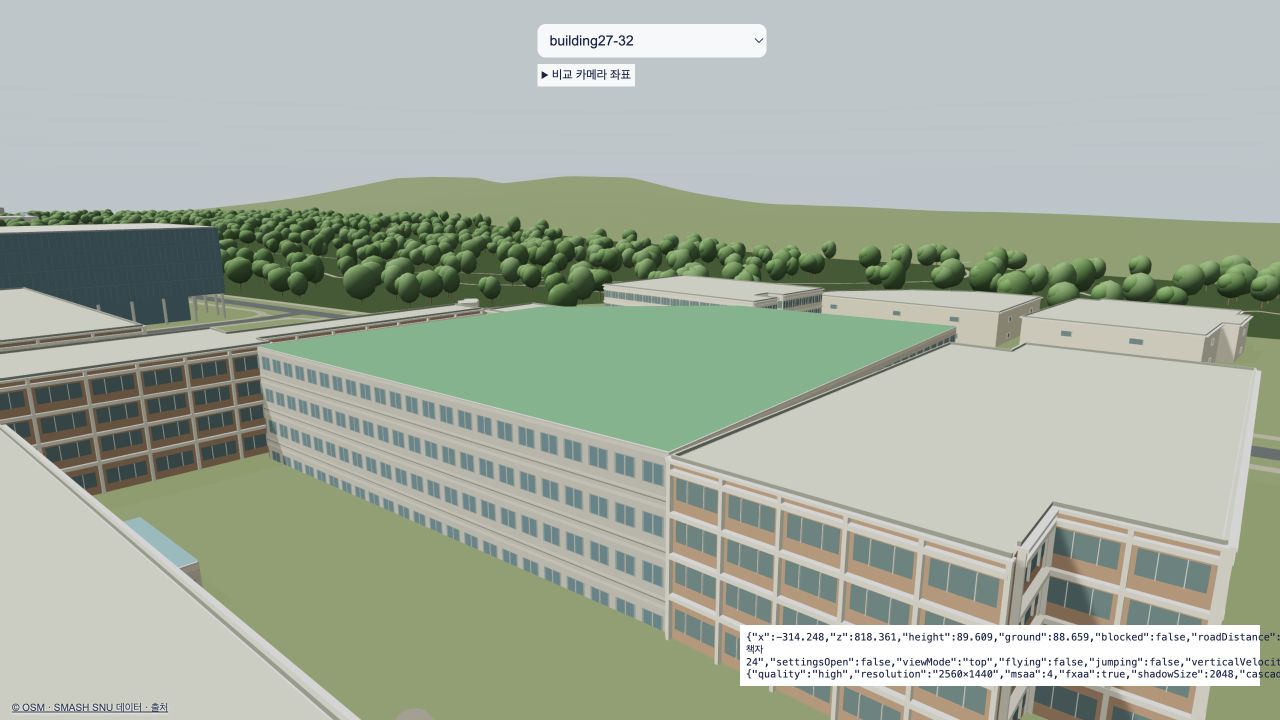 building27-32
▶ 비교 카메라 좌표
{"x":−314.248,"z":818.361,"height":89.609,"ground":88.659,"blocked":false,"roadDistance":
책자
24","settingsOpen":false,"viewMode":"top","flying":false,"jumping":false,"verticalVelocit
{"quality":"high","resolution":"2560×1440","msaa":4,"fxaa":true,"shadowSize":2048,"cascad
© OSM · SMASH SNU 데이터 · 출처